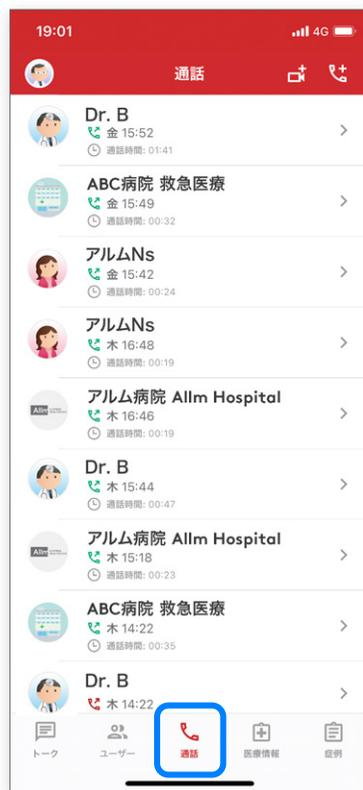 19:01
4G
通話
Dr. B
金 15:52
通話時間: 01:41
ABC病院 救急医療
金 15:49
通話時間: 00:32
アルムNs
金 15:42
通話時間: 00:24
アルムNs
木 16:48
通話時間: 00:19
アルム病院 Allm Hospital
木 16:46
通話時間: 00:19
Allm
Dr. B
木 15:44
通話時間: 00:47
アルム病院 Allm Hospital
木 15:18
通話時間: 00:23
Allm
ABC病院 救急医療
木 14:22
通話時間: 00:35
Dr. B
木 14:22
トーク
ユーザー
通話
医療情報
症例